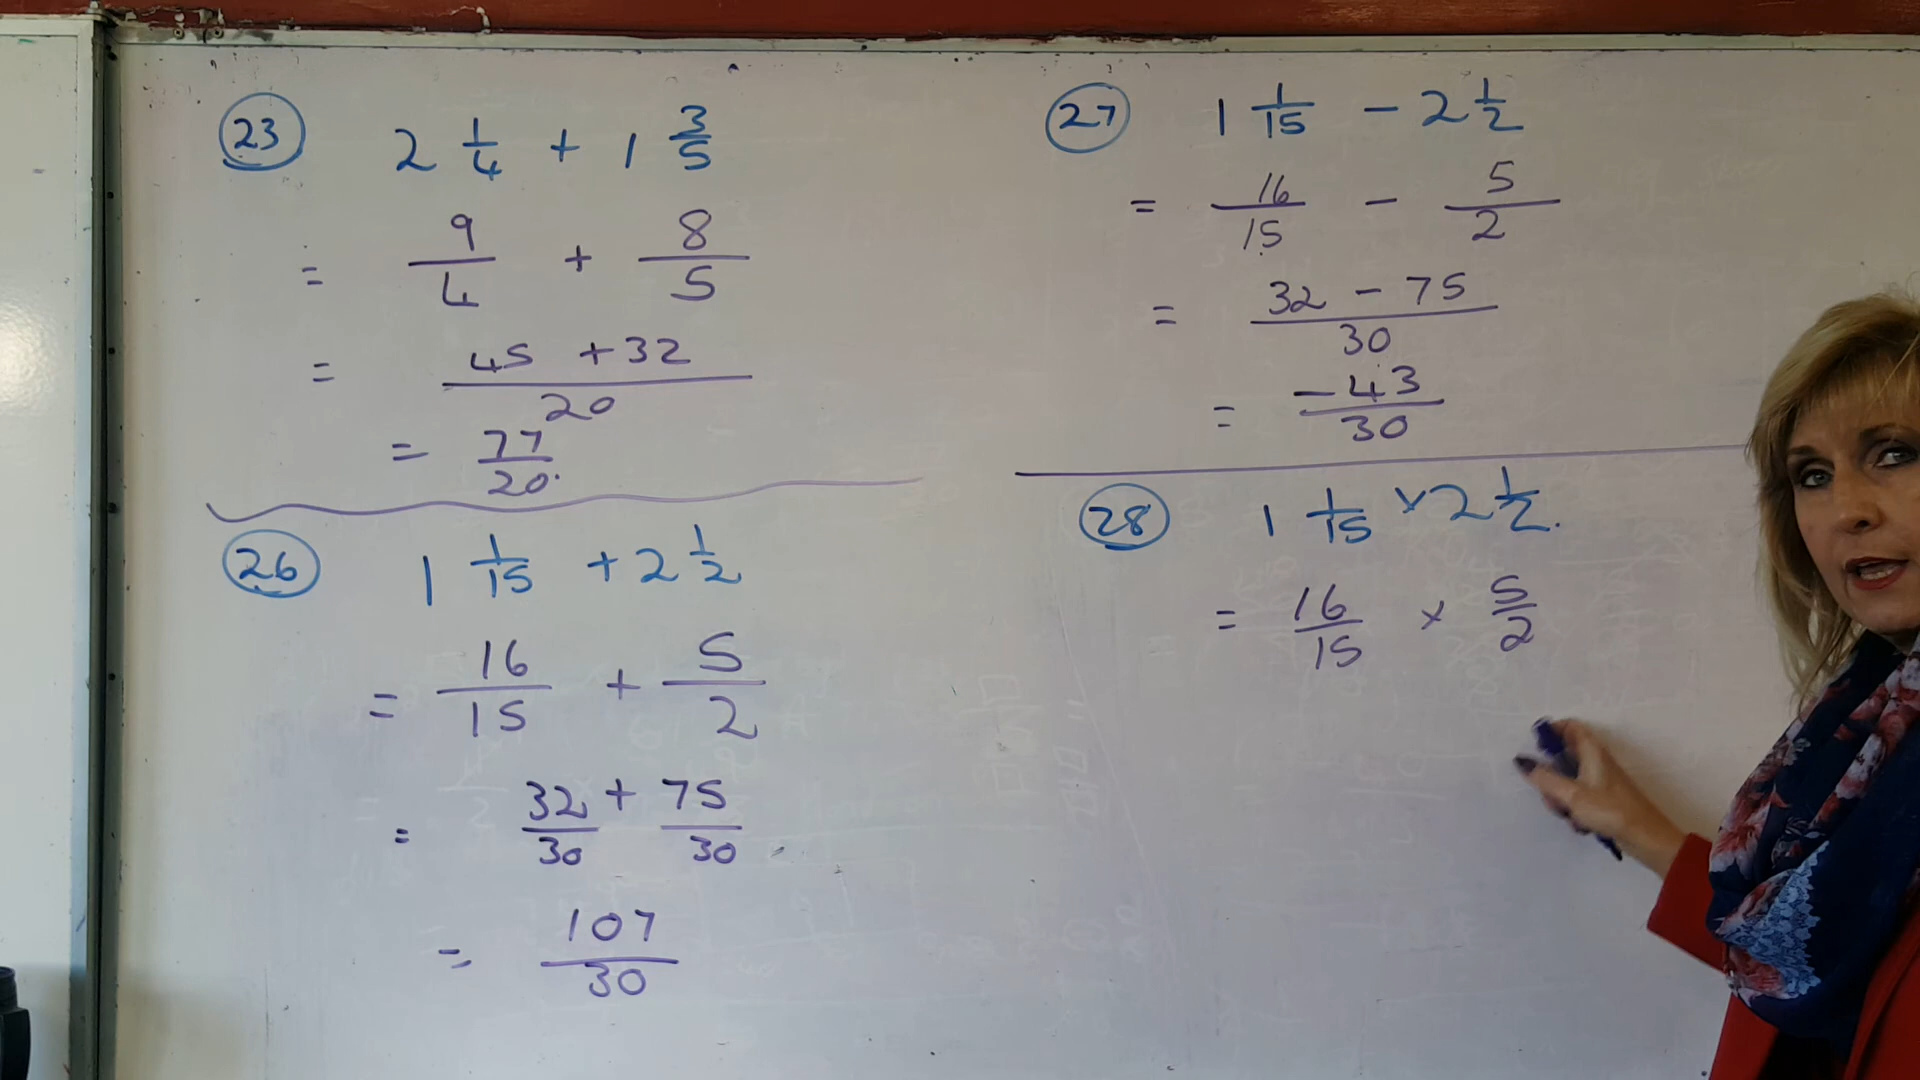 23 2 1/4 + 1 3/5
= 9/4 + 8/5
= 45 + 32 / 20
= 77/20.
26 1 1/15 + 2 1/2
= 16/15 + 5/2
= 32/30 + 75/30
= 107/30
27 1 1/15 - 2 1/2
= 16/15 - 5/2
= 32 - 75 / 30
= -43/30
28 1 1/15 x 2 1/2.
= 16/15 x 5/2